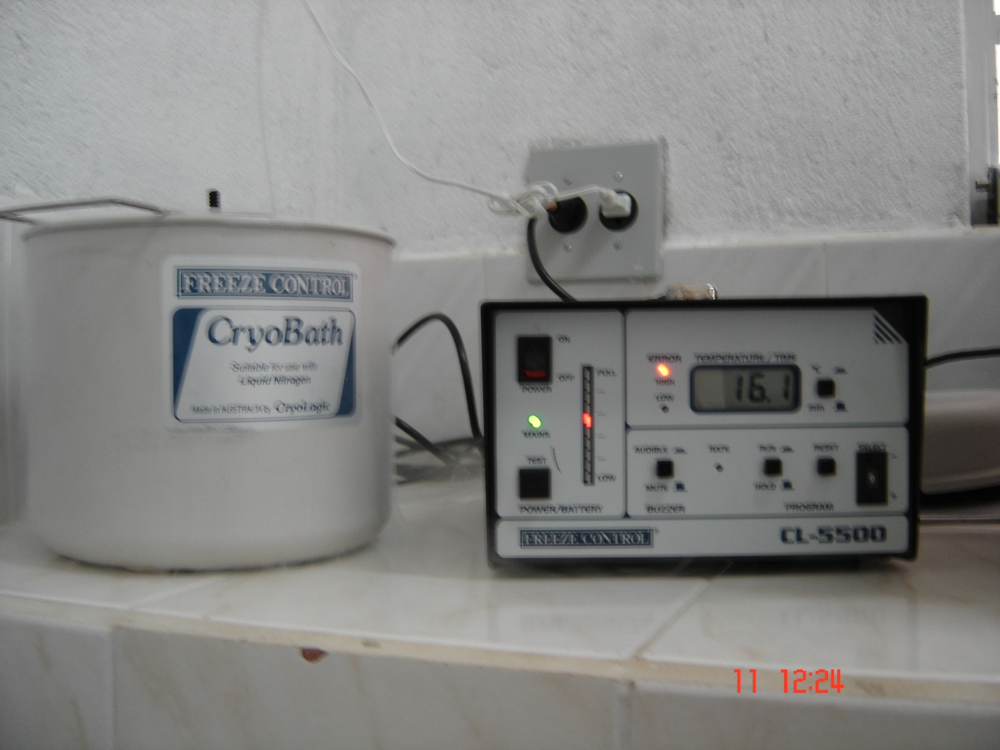 FREEZE CONTROL®
CryoBath
Suitable for use with
Liquid Nitrogen
Made in AUSTRALIA by CryoLogic
ON
OFF
POWER
FULL
MAINS
TEST
LOW
POWER/BATTERY
ERROR
HIGH
LOW
TEMPERATURE / TIME
16.1
°C
min
AUDIBLE
MUTE
BUZZER
RATE
RUN
HOLD
RESET
SELECT
PROGRAM
FREEZE CONTROL®
CL-5500
11 12:24